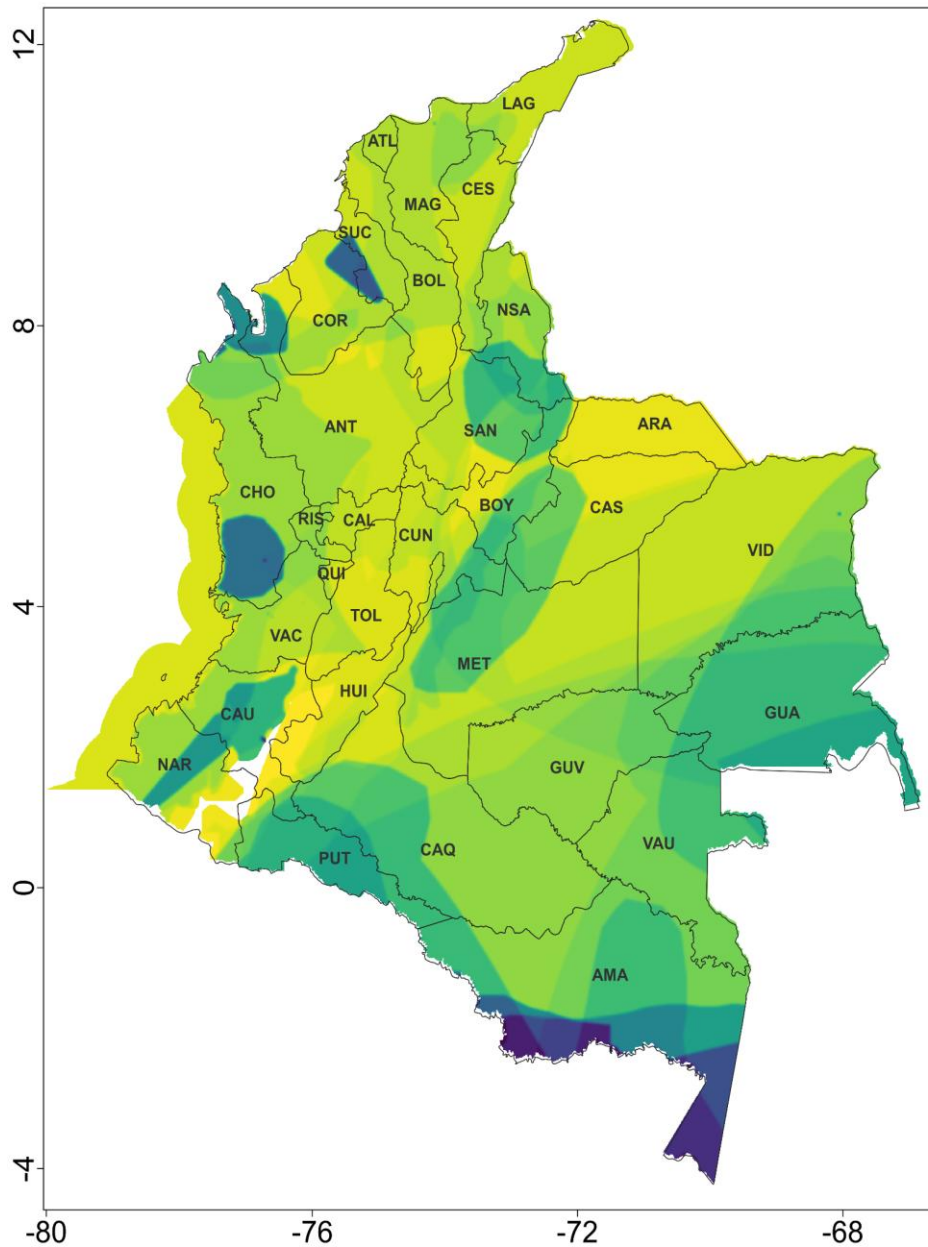 12
8
4
0
-4
-80
-76
-72
-68
LAG
ATL
CES
MAG
SUC
BOL
NSA
COR
ANT
SAN
ARA
CHO
BOY
CAS
RIS
CAL
CUN
VID
QUI
TOL
VAC
MET
HUI
CAU
GUA
NAR
GUV
PUT
CAQ
VAU
AMA